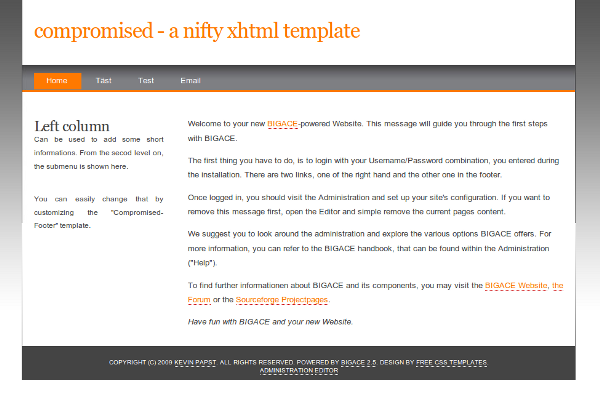 compromised - a nifty xhtml template
Home Täst Test Email
Left column
Can be used to add some short
informations. From the secod level on,
the submenu is shown here.
You can easily change that by
customizing the "Compromised-
Footer" template.
Welcome to your new BIGACE-powered Website. This message will guide you through the first steps
with BIGACE.
The first thing you have to do, is to login with your Username/Password combination, you entered during
the installation. There are two links, one of the right hand and the other one in the footer.
Once logged in, you should visit the Administration and set up your site's configuration. If you want to
remove this message first, open the Editor and simple remove the current pages content.
We suggest you to look around the administration and explore the various options BIGACE offers. For
more information, you can refer to the BIGACE handbook, that can be found within the Administration
("Help").
To find further informationen about BIGACE and its components, you may visit the BIGACE Website, the
Forum or the Sourceforge Projectpages.
Have fun with BIGACE and your new Website.
COPYRIGHT (C) 2009 KEVIN PAPST. ALL RIGHTS RESERVED. POWERED BY BIGACE 2.5. DESIGN BY FREE CSS TEMPLATES.
ADMINISTRATION EDITOR